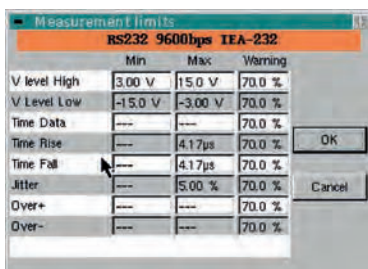 Measurement limits
RS232 9600bps IEA-232
Min Max Warning
V level High 3.00 V 15.0 V 70.0 %
V Level Low -15.0 V -3.00 V 70.0 %
Time Data --- --- 70.0 %
Time Rise --- 4.17µs 70.0 % OK
Time Fall --- 4.17µs 70.0 %
Jitter --- 5.00 % 70.0 % Cancel
Over+ --- --- 70.0 %
Over- --- --- 70.0 %